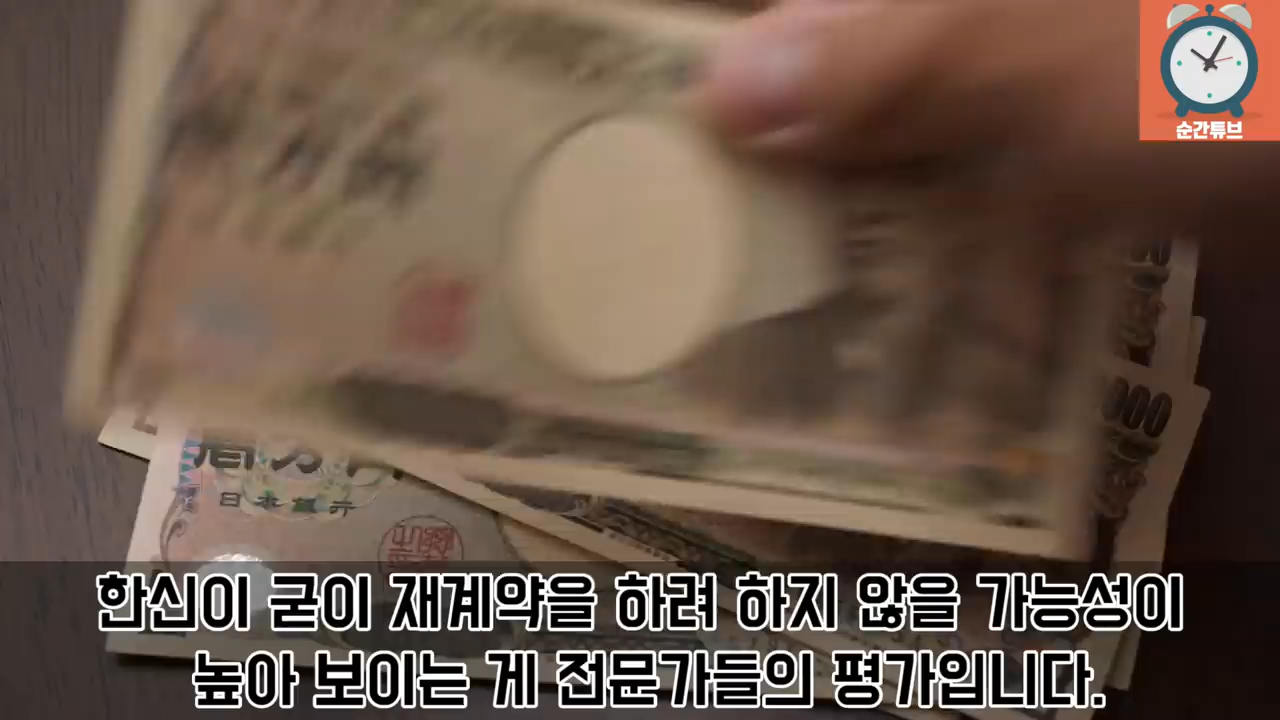 순간튜브
000
日本銀行
한신이 굳이 재계약을 하려 하지 않을 가능성이
높아 보이는 게 전문가들의 평가입니다.